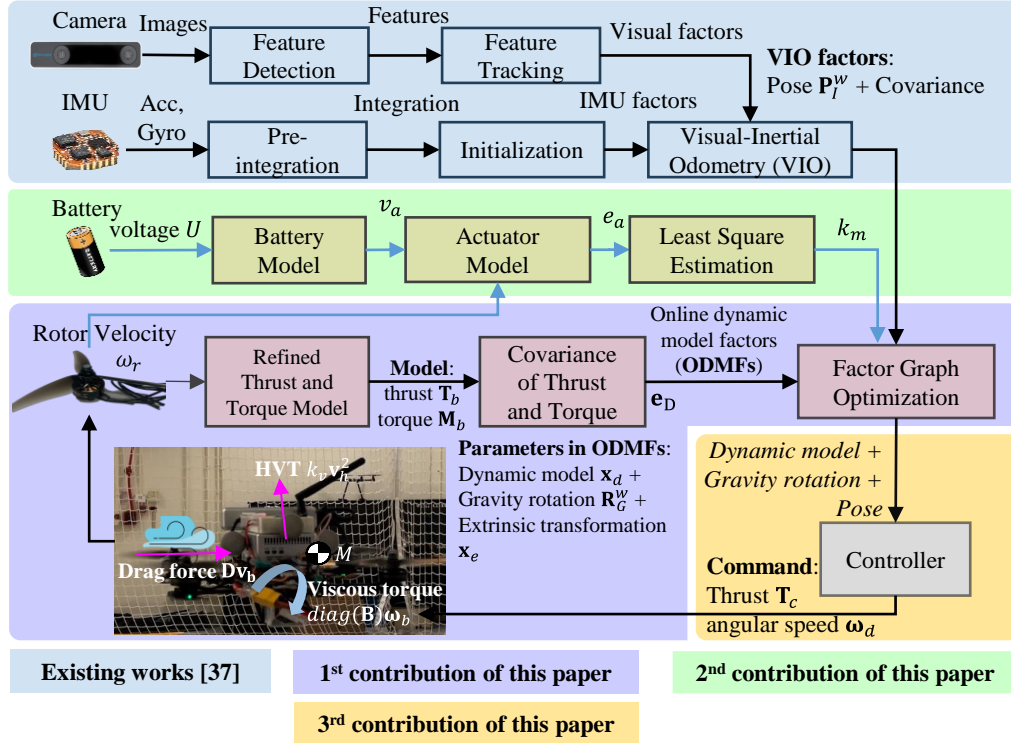 Camera
Images
Feature
Detection
Features
Feature
Tracking
Visual factors
VIO factors:
Pose P_I^w + Covariance
IMU
Acc,
Gyro
Pre-
integration
Integration
Initialization
IMU factors
Visual-Inertial
Odometry (VIO)
Battery
voltage U
BATTERY
Battery
Model
v_a
Actuator
Model
e_a
Least Square
Estimation
k_m
Rotor Velocity
ω_r
Refined
Thrust and
Torque Model
Model:
thrust T_b
torque M_b
Covariance
of Thrust
and Torque
Online dynamic
model factors
(ODMFs)
e_D
Factor Graph
Optimization
HVT k_v v_h^2
Drag force Dv_b
M
Viscous torque
diag(B)ω_b
Parameters in ODMFs:
Dynamic model x_d +
Gravity rotation R_G^w +
Extrinsic transformation
x_e
Dynamic model +
Gravity rotation +
Pose
Controller
Command:
Thrust T_c
angular speed ω_d
Existing works [37]
1st contribution of this paper
2nd contribution of this paper
3rd contribution of this paper